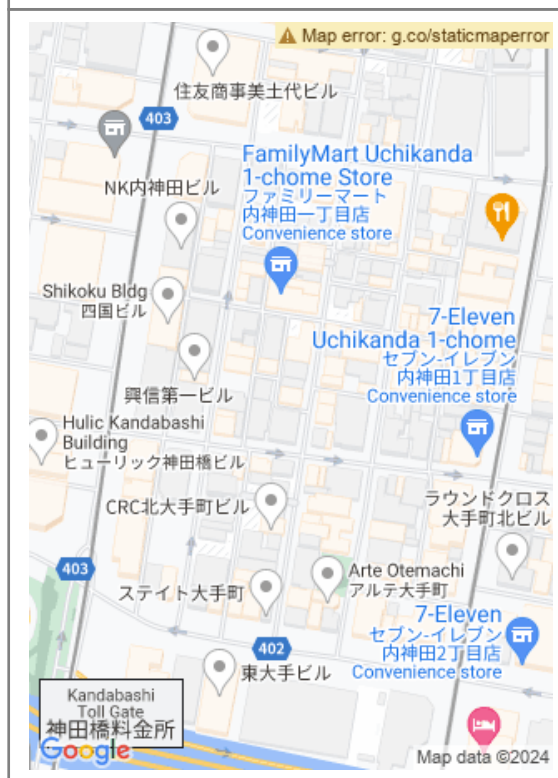 ⚠ Map error: g.co/staticmaperror
住友商事美土代ビル
403
FamilyMart Uchikanda
1-chome Store
ファミリーマート
内神田一丁目店
Convenience store
NK内神田ビル
Shikoku Bldg
四国ビル
7-Eleven
Uchikanda 1-chome
セブン-イレブン
内神田1丁目店
Convenience store
興信第一ビル
Hulic Kandabashi
Building
ヒューリック神田橋ビル
ラウンドクロス
大手町北ビル
CRC北大手町ビル
403
Arte Otemachi
アルテ大手町
ステイト大手町
7-Eleven
セブン-イレブン
内神田2丁目店
Convenience store
402
東大手ビル
Kandabashi
Toll Gate
神田橋料金所
Google
Map data ©2024